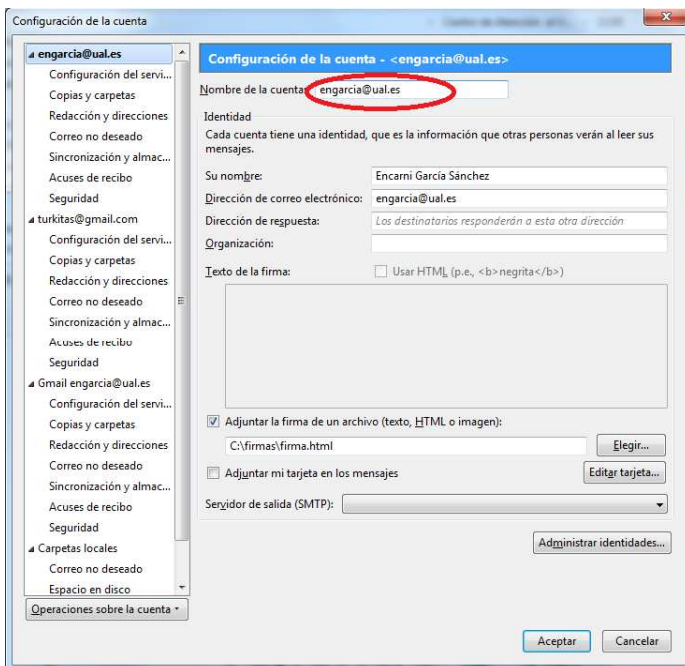 Configuración de la cuenta
engarcia@ual.es
Configuración del servi...
Copias y carpetas
Redacción y direcciones
Correo no deseado
Sincronización y almac...
Acuses de recibo
Seguridad
turkitas@gmail.com
Configuración del servi...
Copias y carpetas
Redacción y direcciones
Correo no deseado
Sincronización y almac...
Acuses de recibo
Seguridad
Gmail engarcia@ual.es
Configuración del servi...
Copias y carpetas
Redacción y direcciones
Correo no deseado
Sincronización y almac...
Acuses de recibo
Seguridad
Carpetas locales
Correo no deseado
Espacio en disco
Operaciones sobre la cuenta
Configuración de la cuenta - <engarcia@ual.es>
Nombre de la cuenta: engarcia@ual.es
Identidad
Cada cuenta tiene una identidad, que es la información que otras personas verán al leer sus
mensajes.
Su nombre: Encarni García Sánchez
Dirección de correo electrónico: engarcia@ual.es
Dirección de respuesta: Los destinatarios responderán a esta otra dirección
Organización:
Texto de la firma: Usar HTML (p.e., <b>negrita</b>)
Adjuntar la firma de un archivo (texto, HTML o imagen):
C:\firmas\firma.html Elegir...
Adjuntar mi tarjeta en los mensajes Editar tarjeta...
Servidor de salida (SMTP):
Administrar identidades...
Aceptar Cancelar